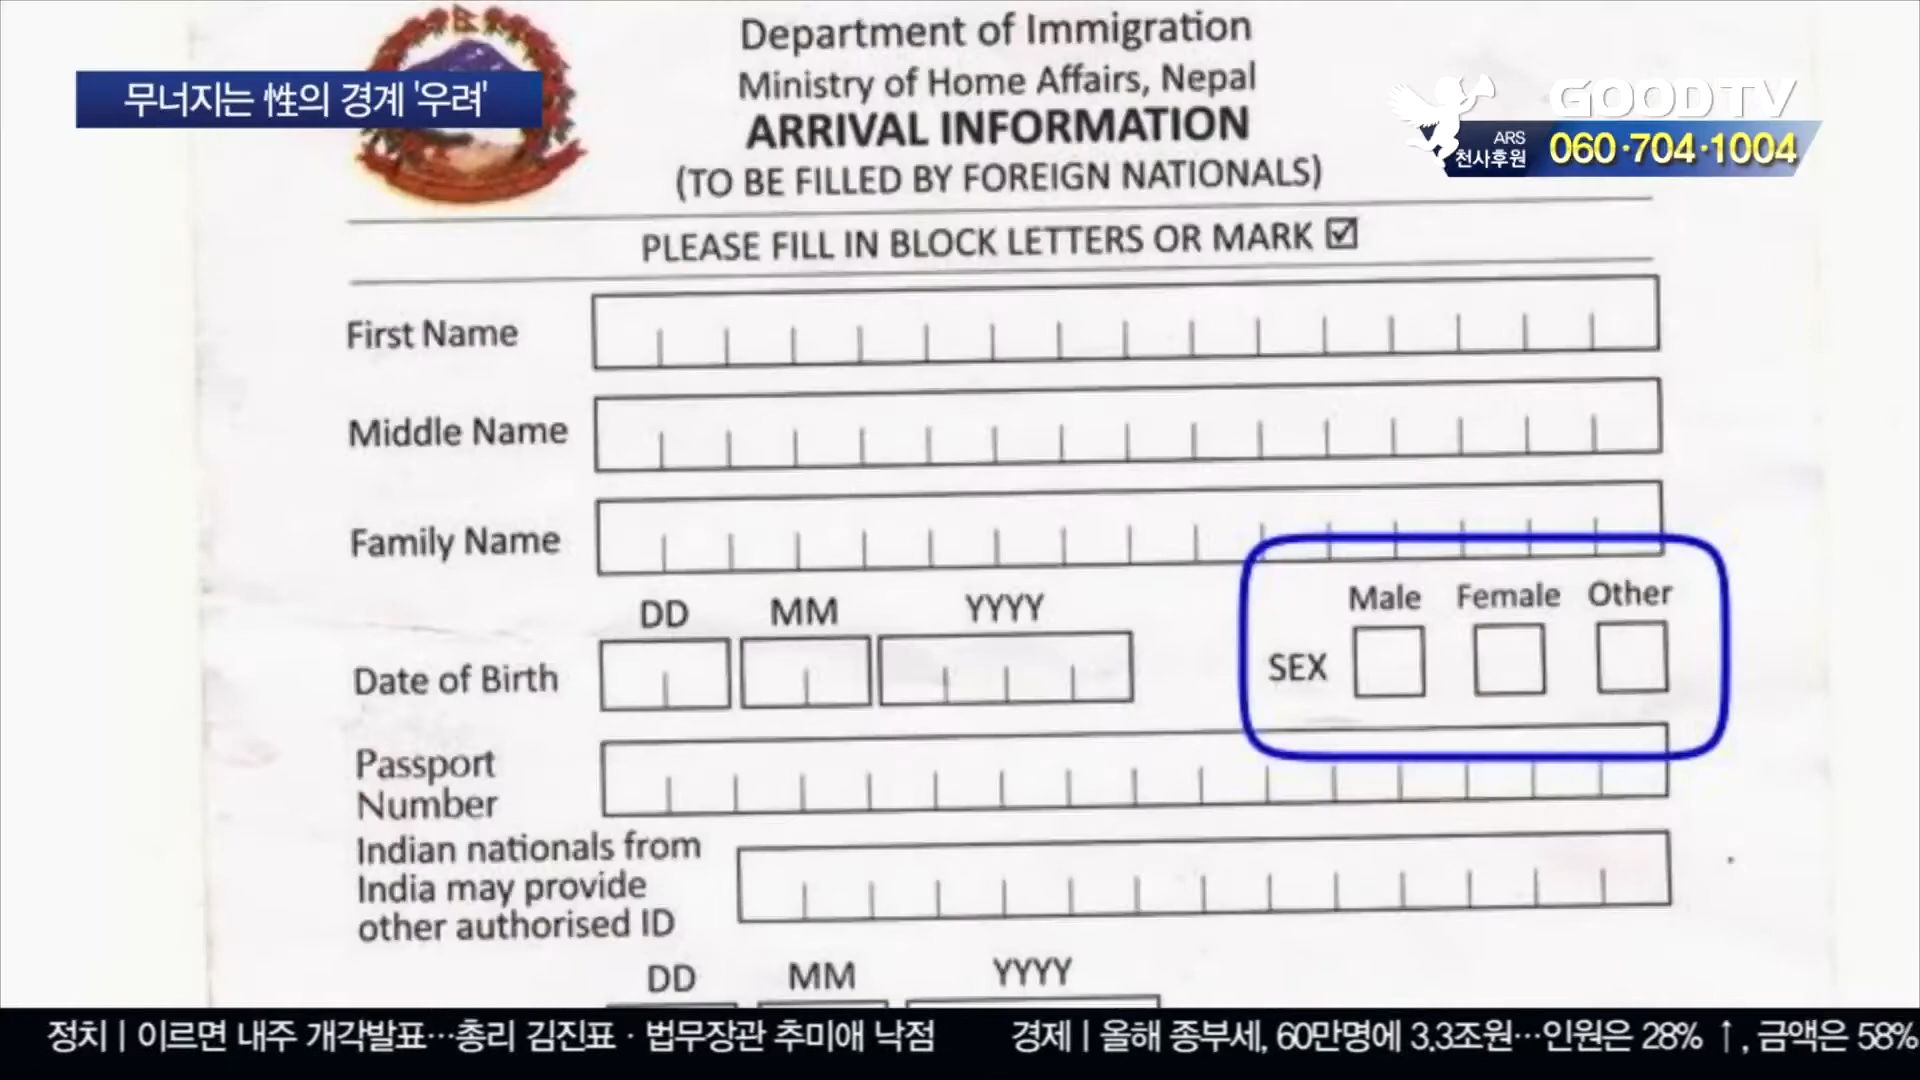 무너지는 性의 경계 '우려'
GOODTV
ARS
천사후원
060·704·1004
Department of Immigration
Ministry of Home Affairs, Nepal
ARRIVAL INFORMATION
(TO BE FILLED BY FOREIGN NATIONALS)
PLEASE FILL IN BLOCK LETTERS OR MARK ☑
First Name
Middle Name
Family Name
DD MM YYYY
Date of Birth
Male Female Other
SEX
Passport
Number
Indian nationals from
India may provide
other authorised ID
DD MM YYYY
정치 | 이르면 내주 개각발표…총리 김진표 · 법무장관 추미애 낙점
경제 | 올해 종부세, 60만명에 3.3조원…인원은 28% ↑, 금액은 58%